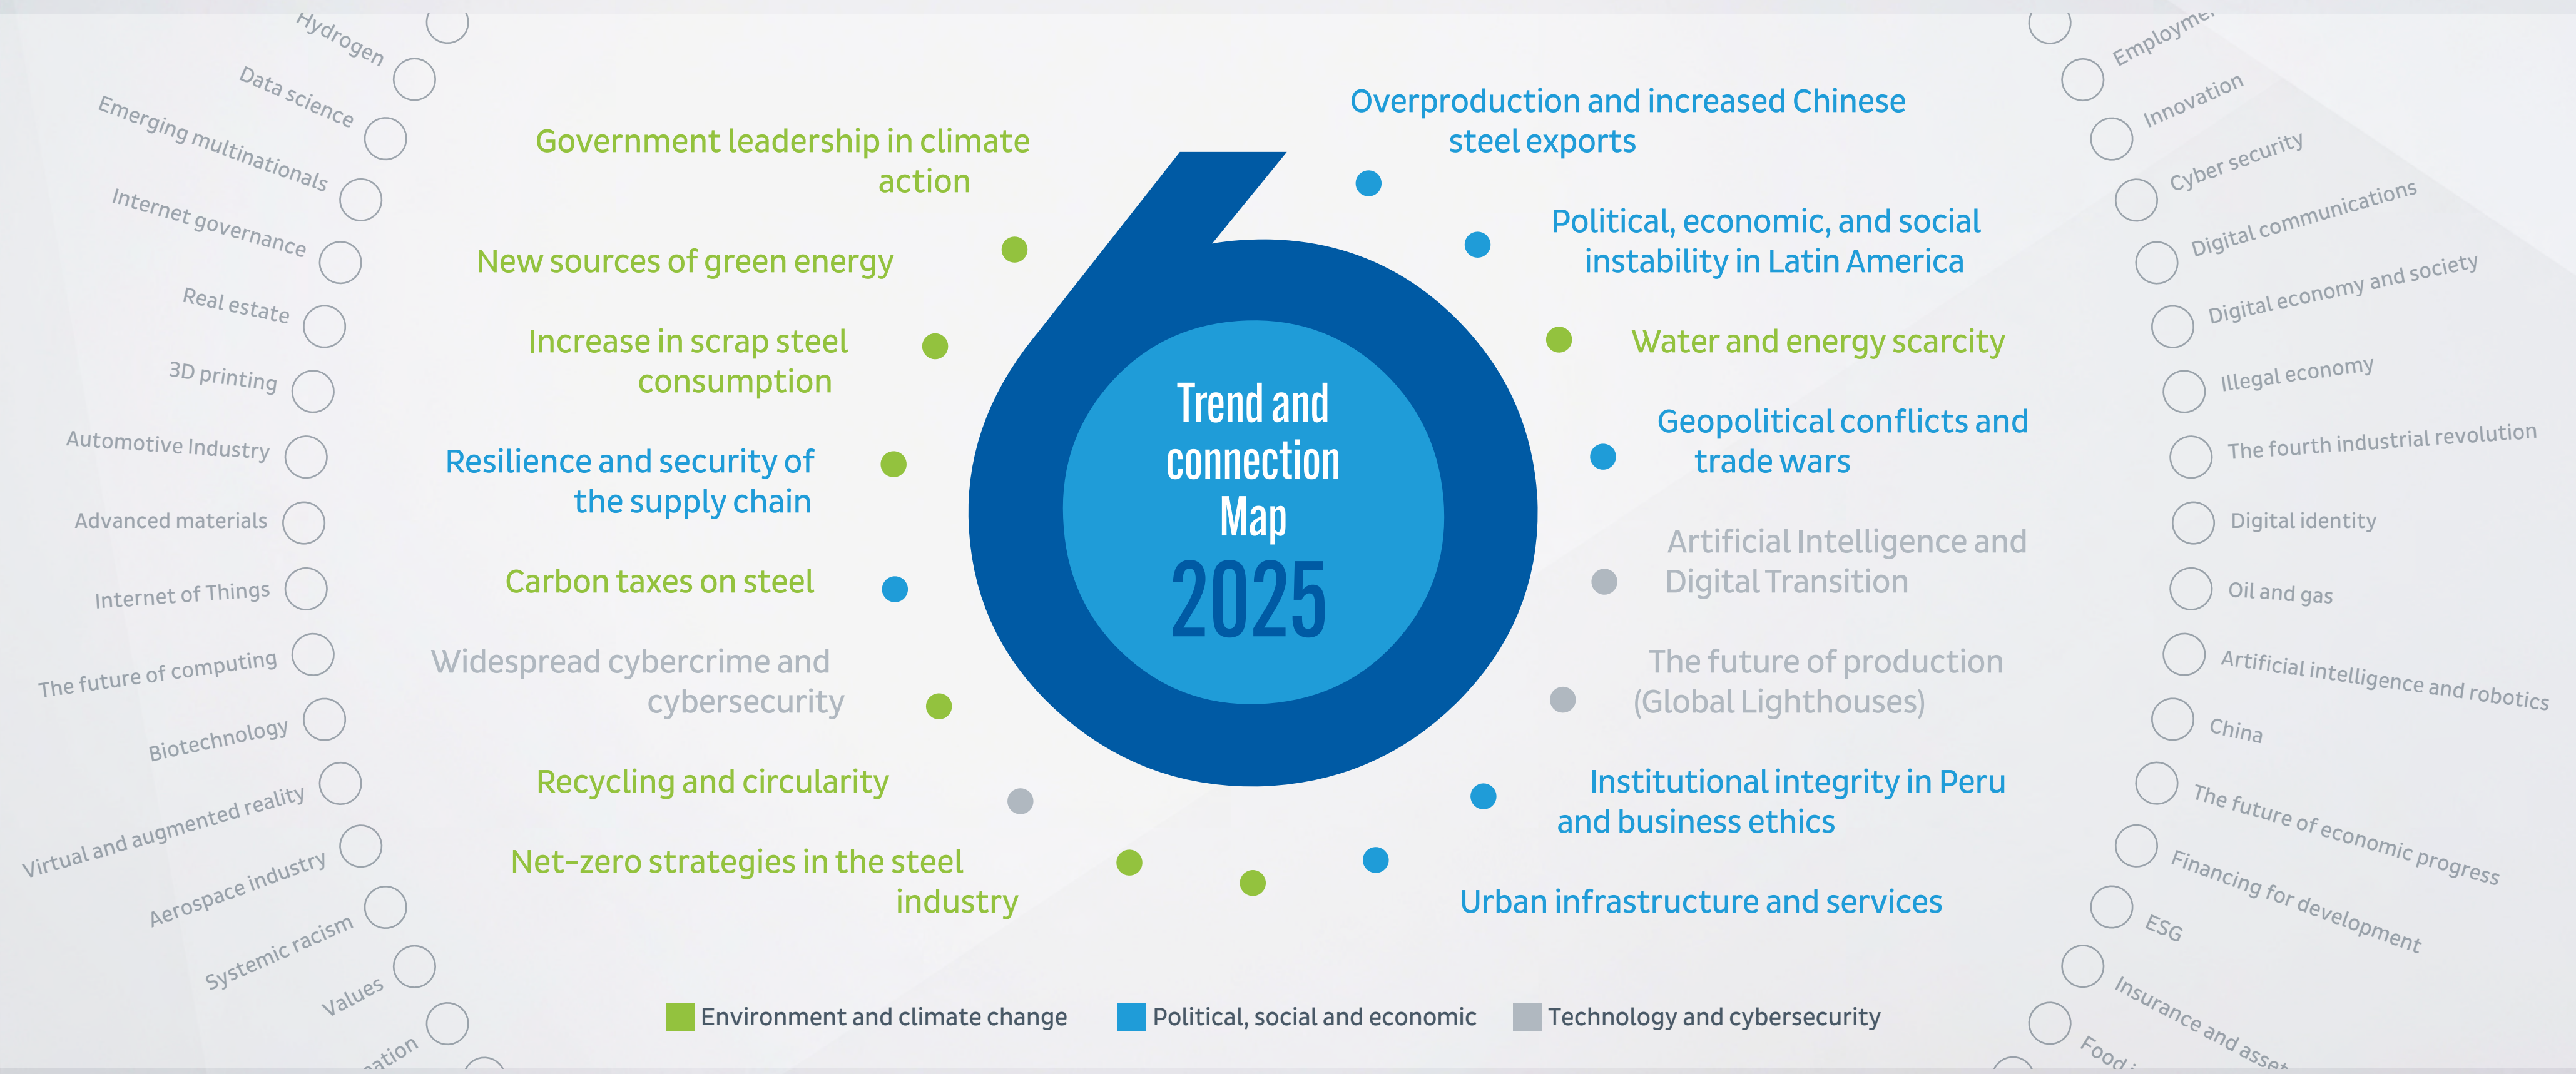 Hydrogen
Data science
Emerging multinationals
Internet governance
Real estate
3D printing
Automotive Industry
Advanced materials
Internet of Things
The future of computing
Biotechnology
Virtual and augmented reality
Aerospace industry
Systemic racism
Values
Government leadership in climate
action
New sources of green energy
Increase in scrap steel
consumption
Resilience and security of
the supply chain
Carbon taxes on steel
Widespread cybercrime and
cybersecurity
Recycling and circularity
Net-zero strategies in the steel
industry
Trend and
connection
Map
2025
Overproduction and increased Chinese
steel exports
Political, economic, and social
instability in Latin America
Water and energy scarcity
Geopolitical conflicts and
trade wars
Artificial Intelligence and
Digital Transition
The future of production
(Global Lighthouses)
Institutional integrity in Peru
and business ethics
Urban infrastructure and services
Innovation
Cyber security
Digital communications
Digital economy and society
Illegal economy
The fourth industrial revolution
Digital identity
Oil and gas
Artificial intelligence and robotics
China
The future of economic progress
Financing for development
ESG
Insurance and asset
Food
Environment and climate change
Political, social and economic
Technology and cybersecurity